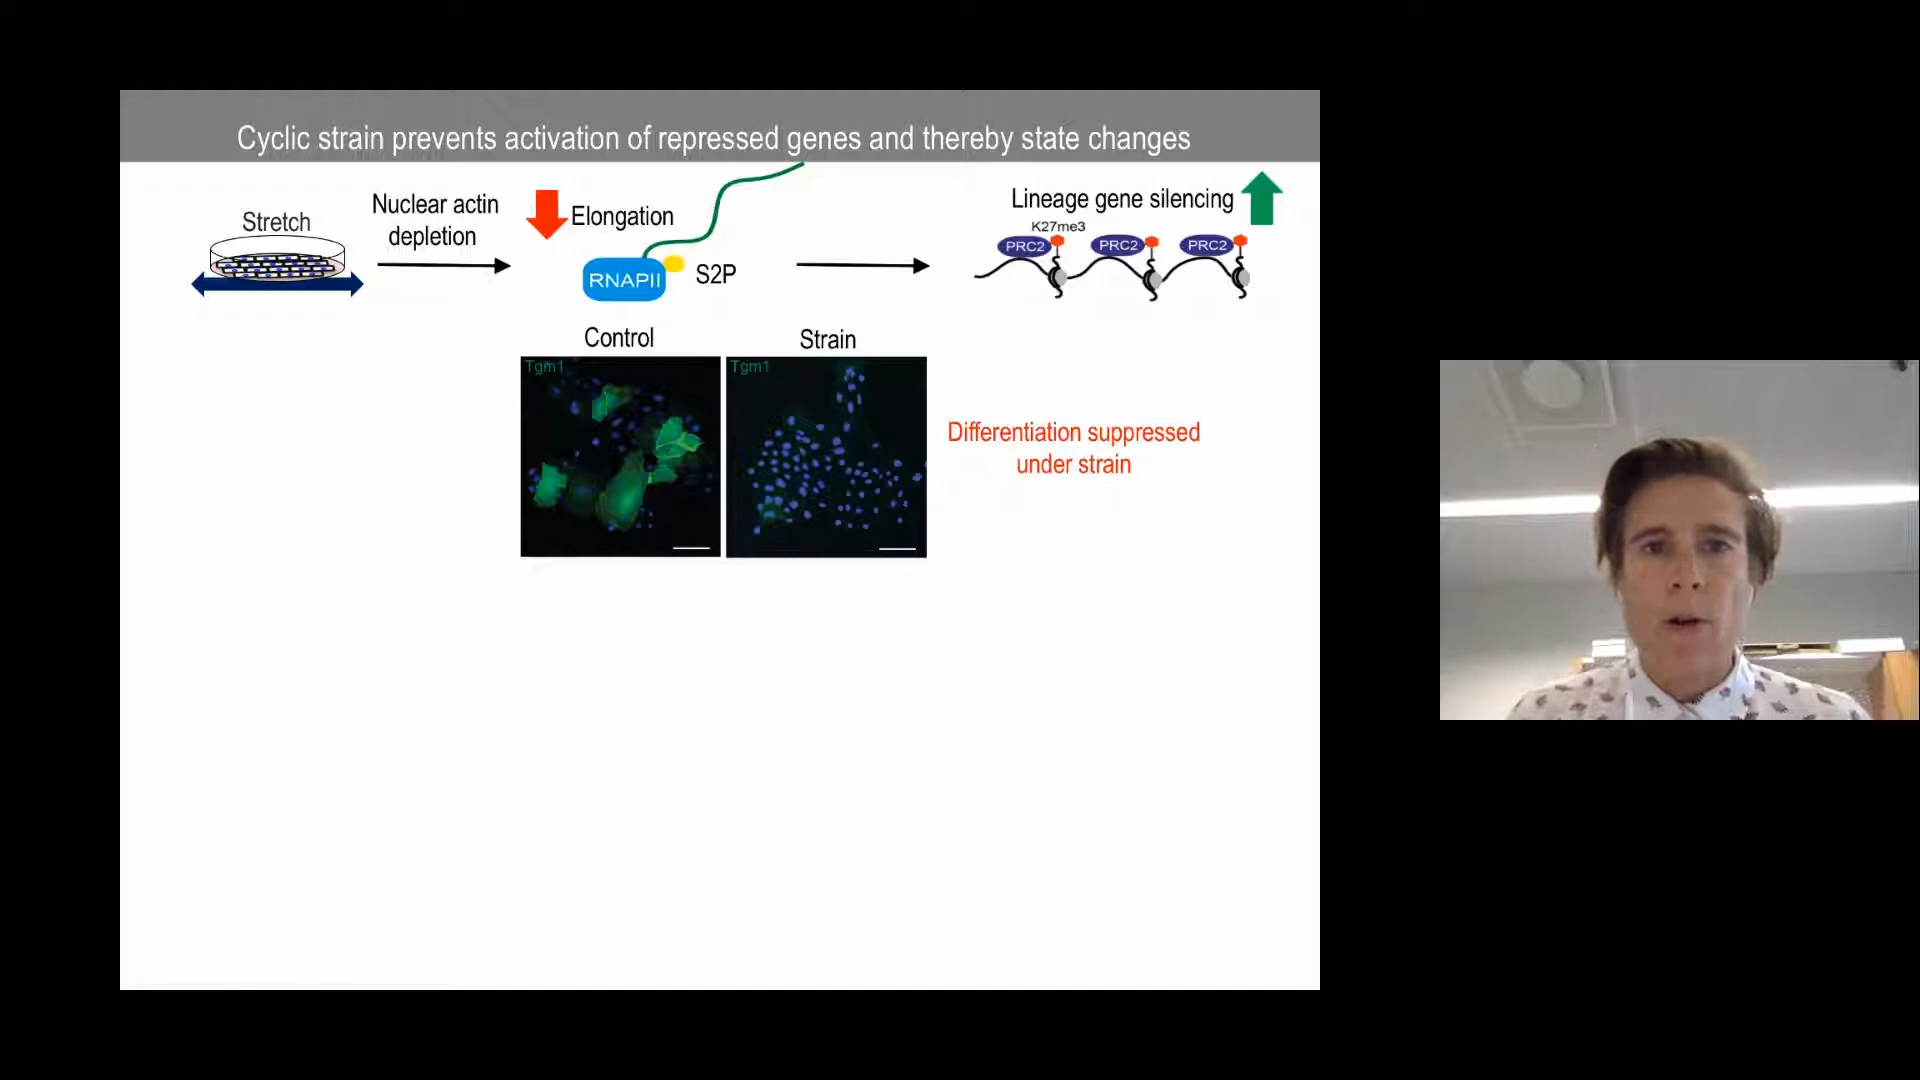 Cyclic strain prevents activation of repressed genes and thereby state changes
Stretch
Nuclear actin
depletion
Elongation
RNAPII
S2P
Lineage gene silencing
K27me3
PRC2
PRC2
PRC2
Control
Strain
Tgm1
Tgm1
Differentiation suppressed
under strain